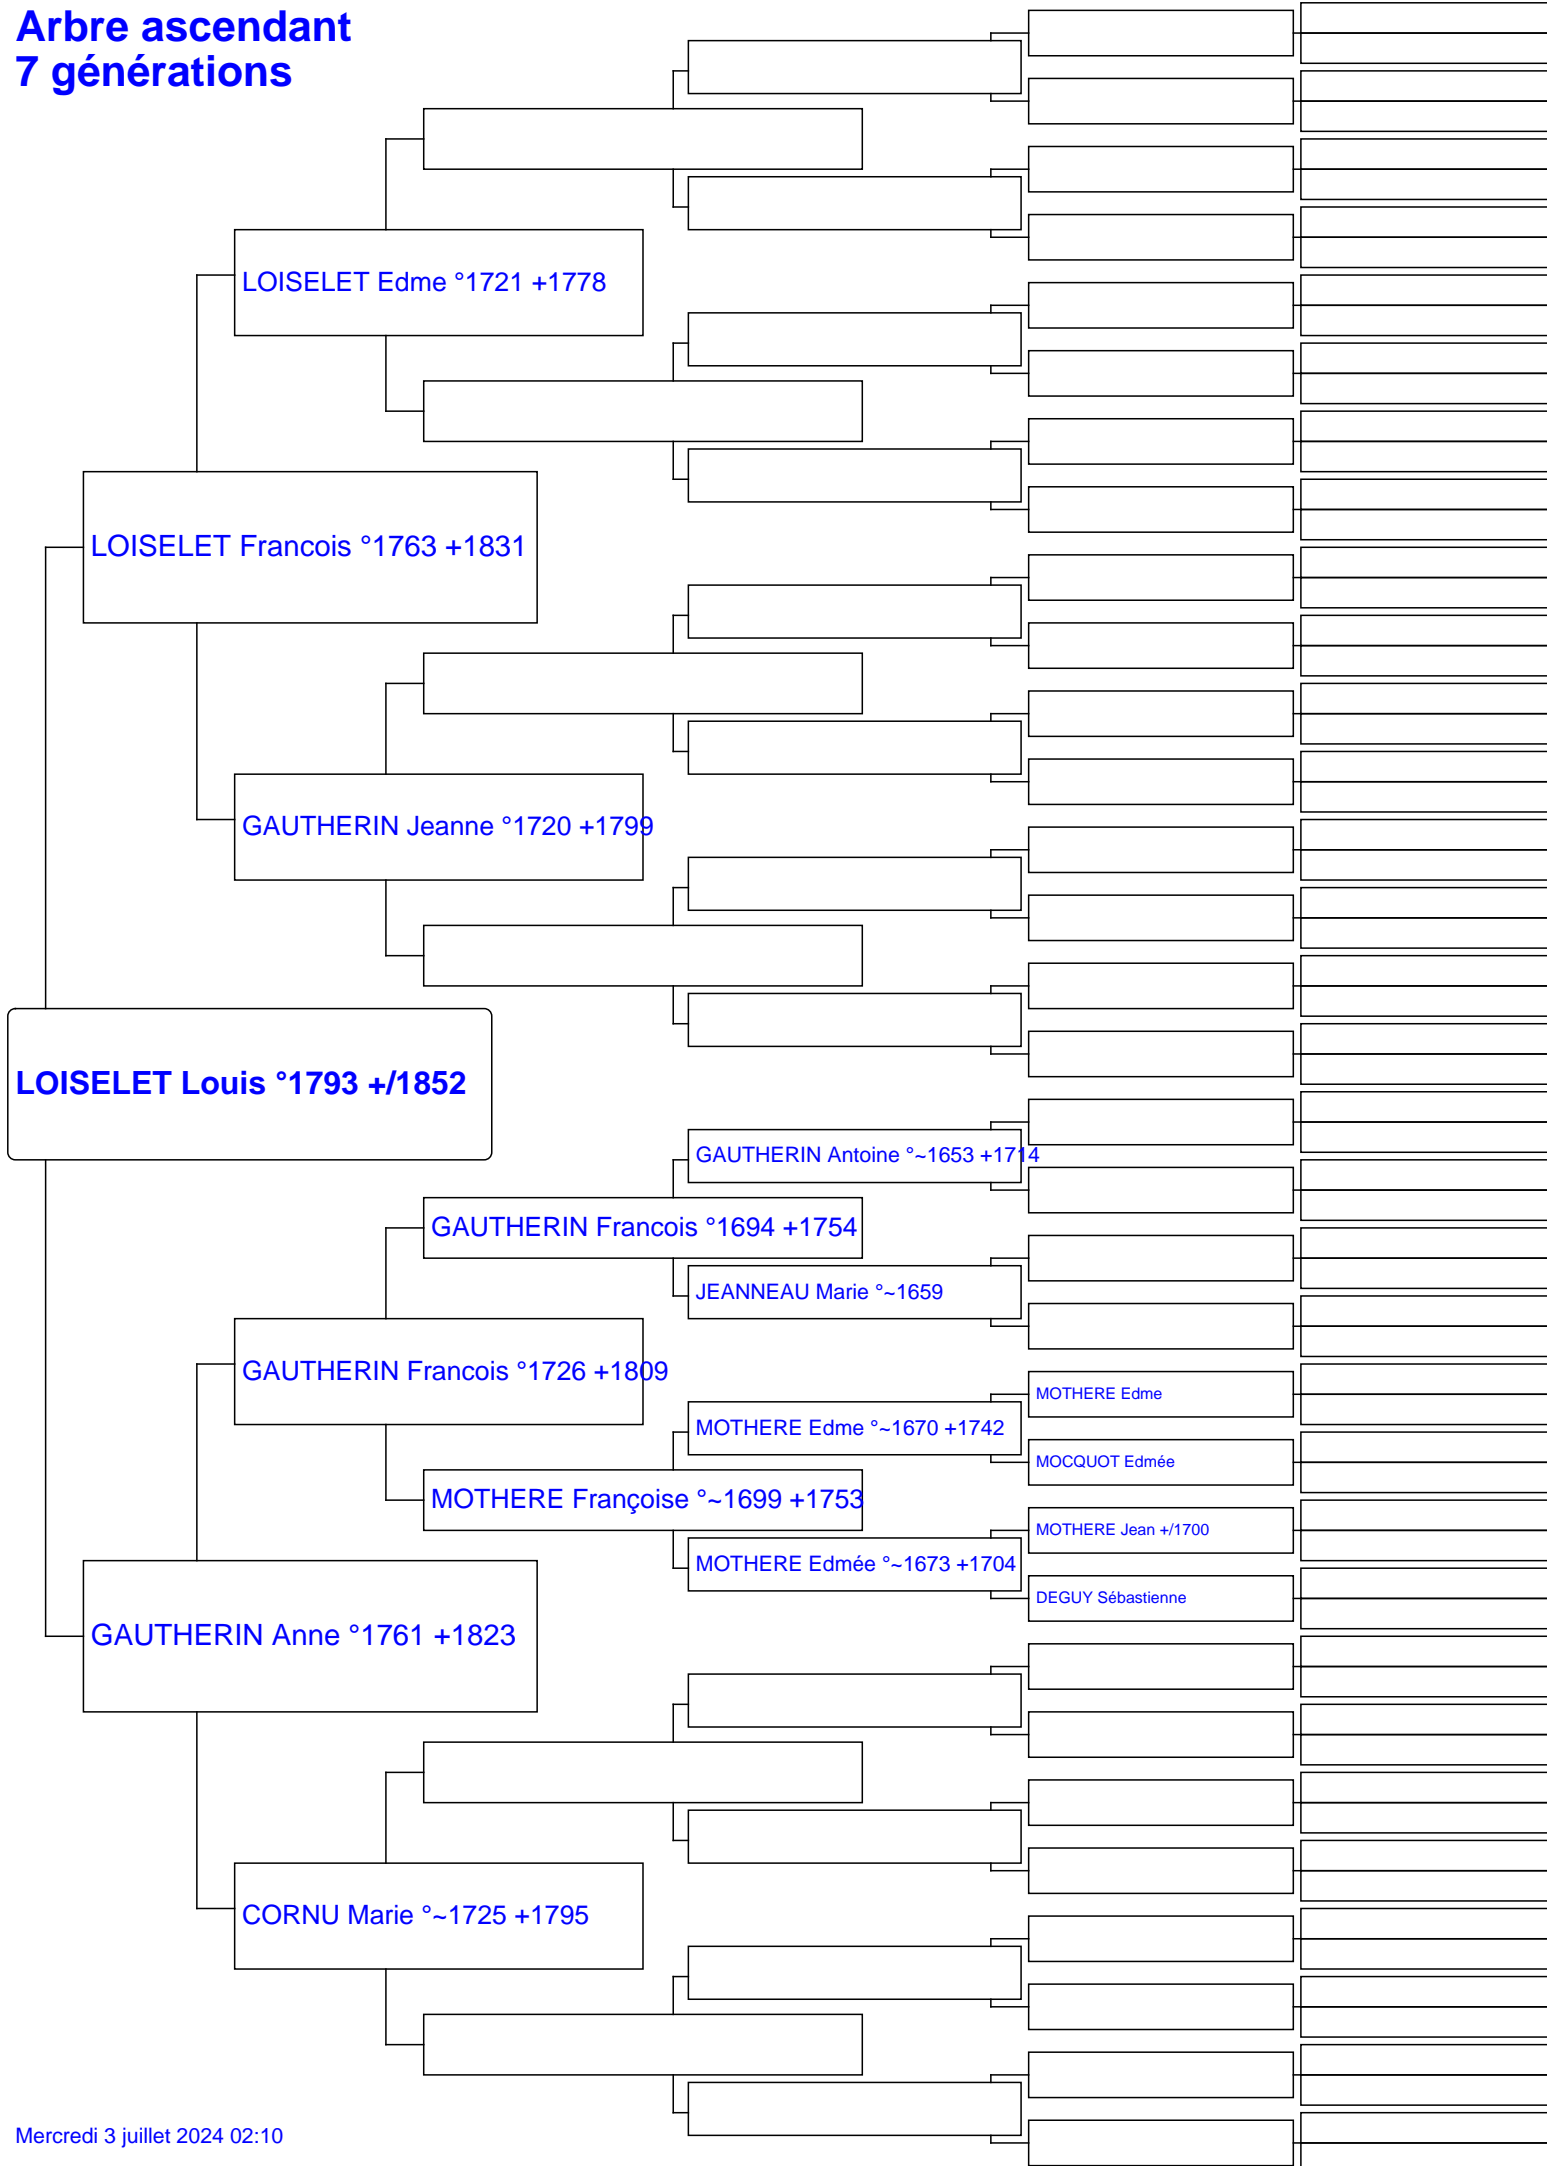 Arbre ascendant
7 générations
LOISELET Edme °1721 +1778
LOISELET Francois °1763 +1831
GAUTHERIN Jeanne °1720 +1799
LOISELET Louis °1793 +/1852
GAUTHERIN Antoine °~1653 +1714
GAUTHERIN Francois °1694 +1754
JEANNEAU Marie °~1659
GAUTHERIN Francois °1726 +1809
MOTHERE Edme
MOTHERE Edme °~1670 +1742
MOCQUOT Edmée
MOTHERE Françoise °~1699 +1753
MOTHERE Jean +/1700
MOTHERE Edmée °~1673 +1704
DEGUY Sébastienne
GAUTHERIN Anne °1761 +1823
CORNU Marie °~1725 +1795
Mercredi 3 juillet 2024 02:10